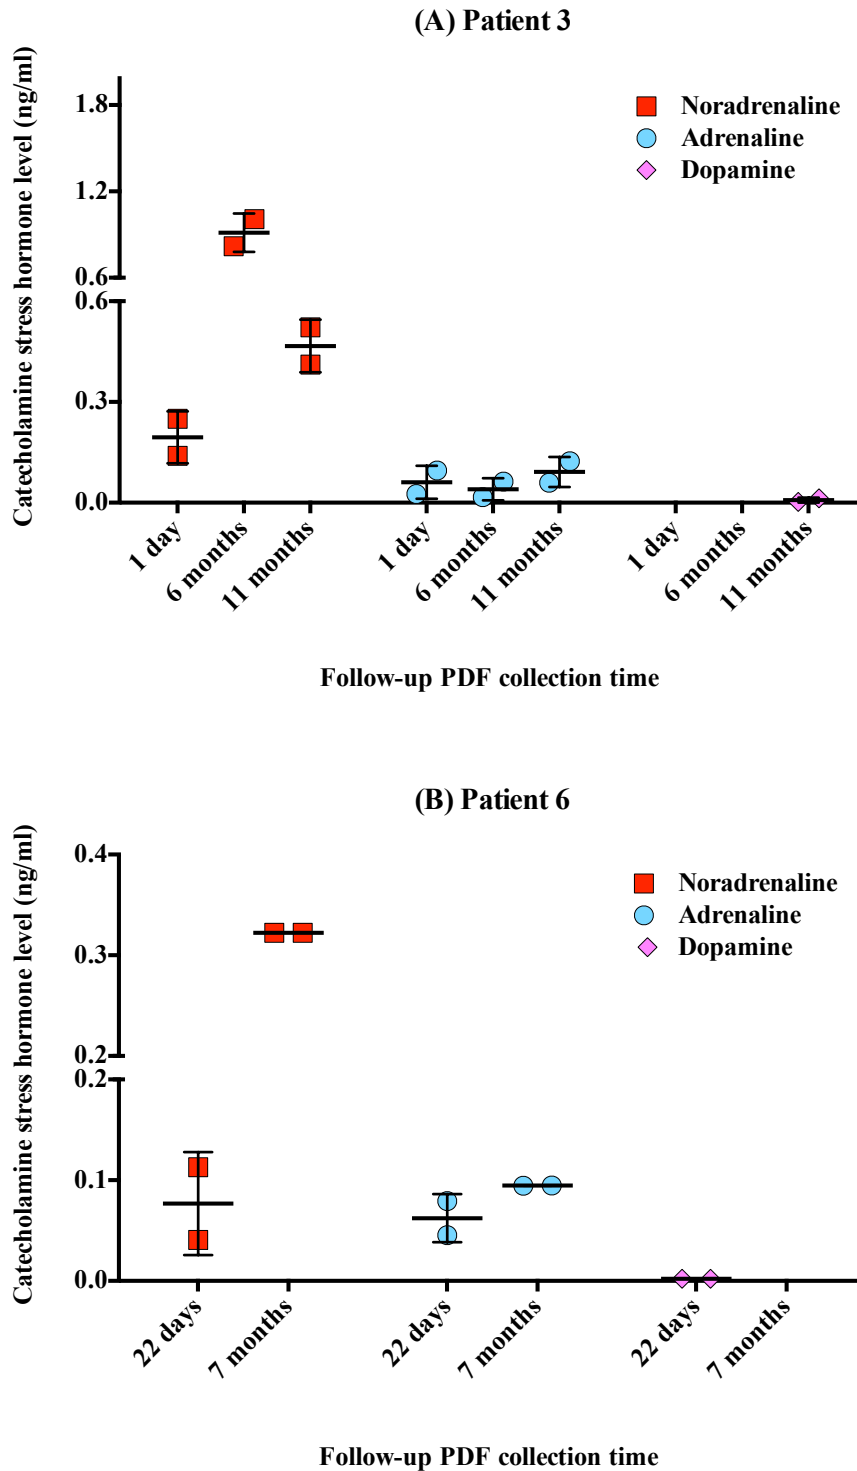 (A) Patient 3
Catecholamine stress hormone level (ng/ml)
1.8
1.2
0.6
0.6
0.3
0.0
Noradrenaline
Adrenaline
Dopamine
1 day
6 months
11 months
1 day
6 months
11 months
1 day
6 months
11 months
Follow-up PDF collection time
(B) Patient 6
Catecholamine stress hormone level (ng/ml)
0.4
0.3
0.2
0.2
0.1
0.0
Noradrenaline
Adrenaline
Dopamine
22 days
7 months
22 days
7 months
22 days
7 months
Follow-up PDF collection time